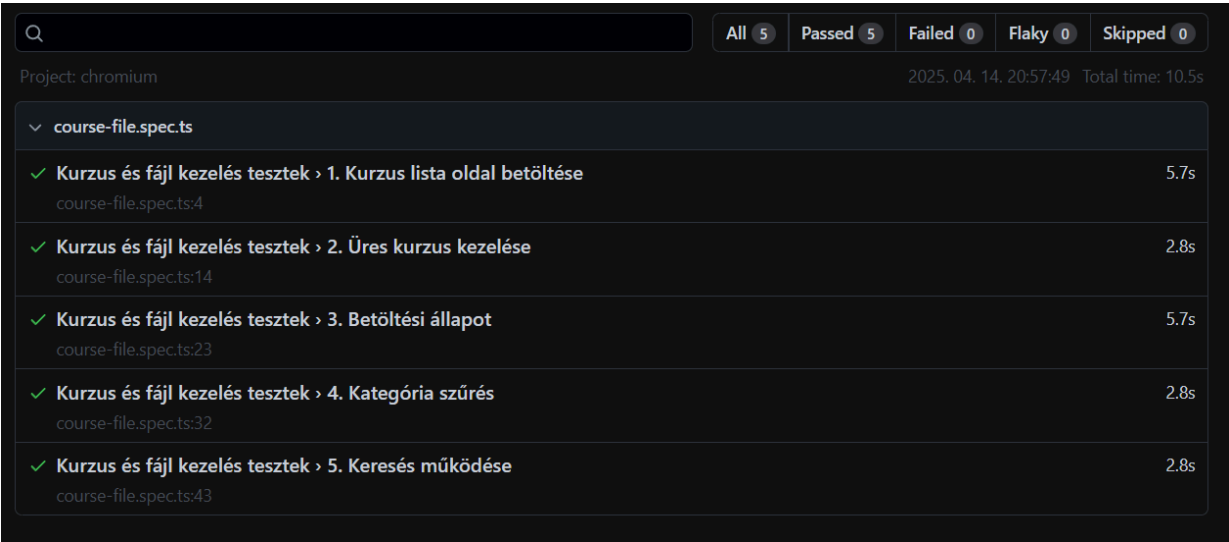 All 5 Passed 5 Failed 0 Flaky 0 Skipped 0
Project: chromium 2025. 04. 14. 20:57:49 Total time: 10.5s
course-file.spec.ts
Kurzus és fájl kezelés tesztek › 1. Kurzus lista oldal betöltése 5.7s
course-file.spec.ts:4
Kurzus és fájl kezelés tesztek › 2. Üres kurzus kezelése 2.8s
course-file.spec.ts:14
Kurzus és fájl kezelés tesztek › 3. Betöltési állapot 5.7s
course-file.spec.ts:23
Kurzus és fájl kezelés tesztek › 4. Kategória szűrés 2.8s
course-file.spec.ts:32
Kurzus és fájl kezelés tesztek › 5. Keresés működése 2.8s
course-file.spec.ts:43